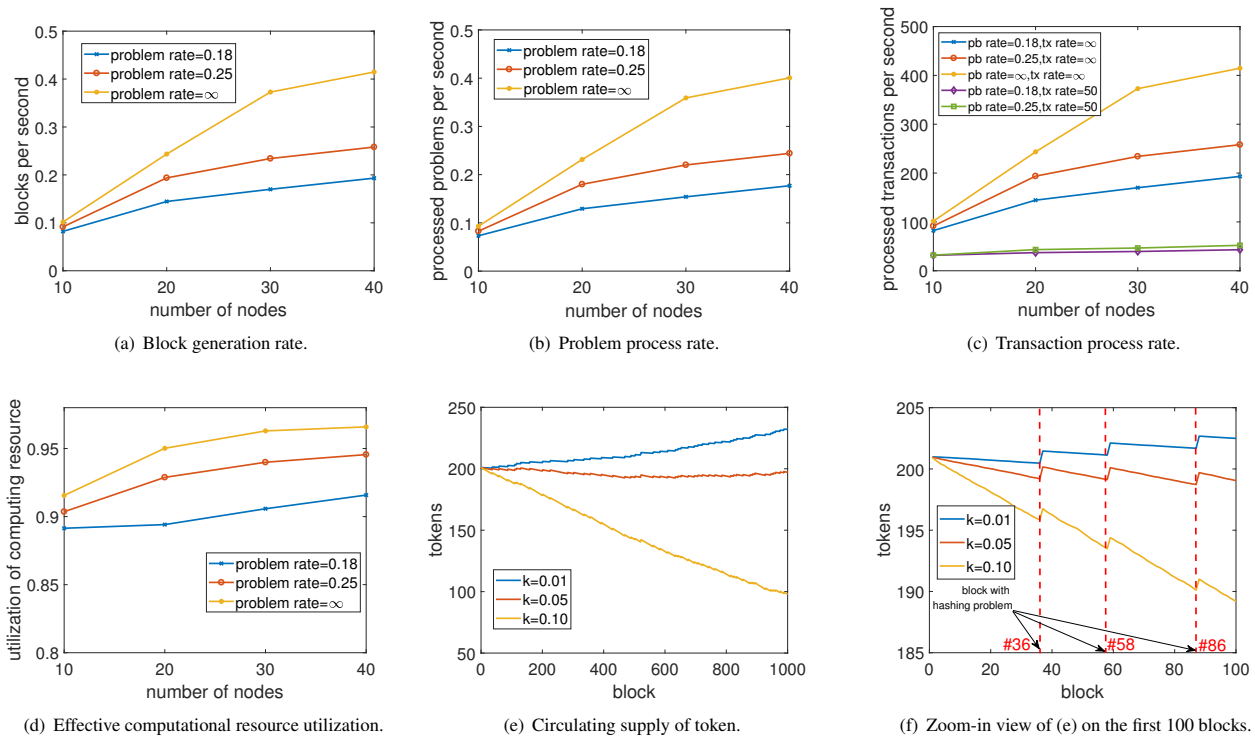 blocks per second
0.5
0.4
0.3
0.2
0.1
0
10 20 30 40
number of nodes
problem rate=0.18
problem rate=0.25
problem rate=∞
(a) Block generation rate.
processed problems per second
0.5
0.4
0.3
0.2
0.1
0
10 20 30 40
number of nodes
problem rate=0.18
problem rate=0.25
problem rate=∞
(b) Problem process rate.
processed transactions per second
500
400
300
200
100
0
10 20 30 40
number of nodes
pb rate=0.18,tx rate=∞
pb rate=0.25,tx rate=∞
pb rate=∞,tx rate=∞
pb rate=0.18,tx rate=50
pb rate=0.25,tx rate=50
(c) Transaction process rate.
utilization of computing resource
0.95
0.9
0.85
0.8
10 20 30 40
number of nodes
problem rate=0.18
problem rate=0.25
problem rate=∞
(d) Effective computational resource utilization.
tokens
250
200
150
100
50
0 200 400 600 800 1000
block
k=0.01
k=0.05
k=0.10
(e) Circulating supply of token.
tokens
205
200
195
190
185
0 20 40 60 80 100
block
k=0.01
k=0.05
k=0.10
block with
hashing problem
#36 #58 #86
(f) Zoom-in view of (e) on the first 100 blocks.